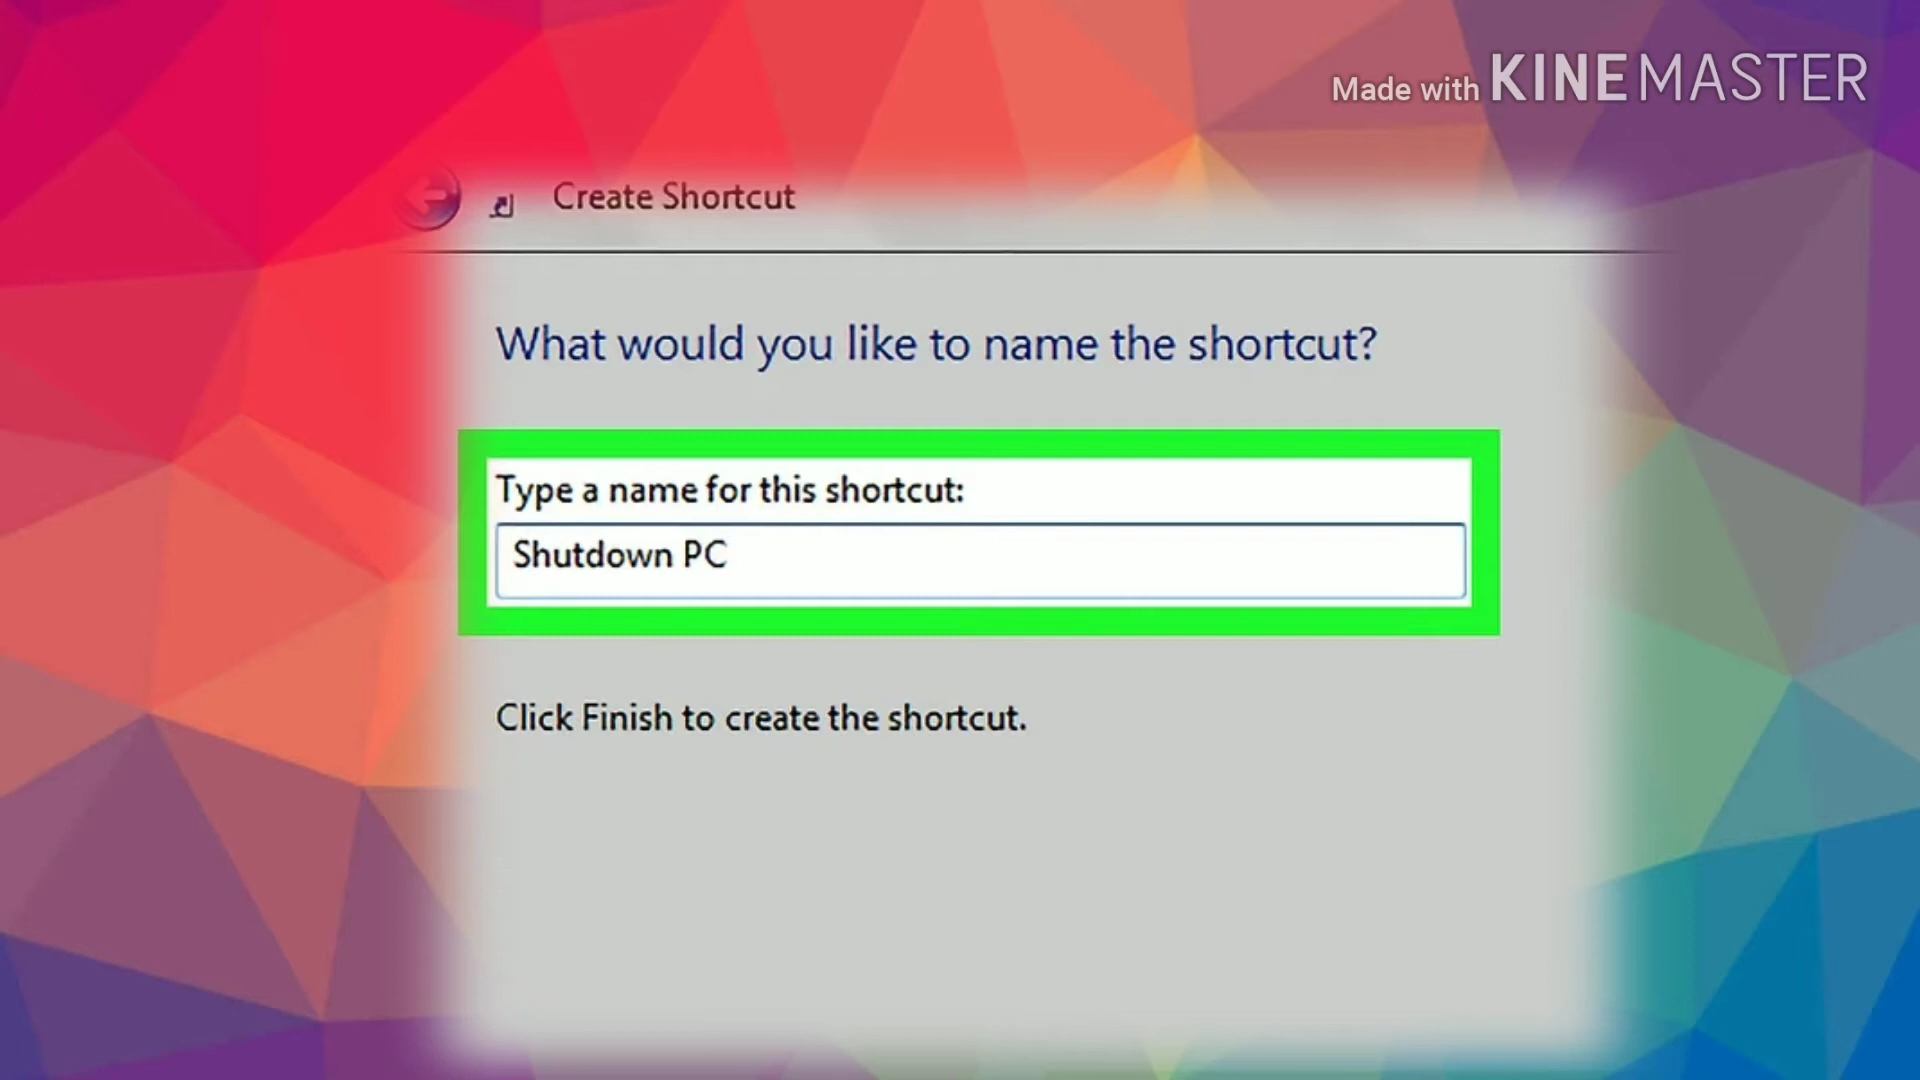 Made with KINEMASTER
Create Shortcut
What would you like to name the shortcut?
Type a name for this shortcut:
Shutdown PC
Click Finish to create the shortcut.